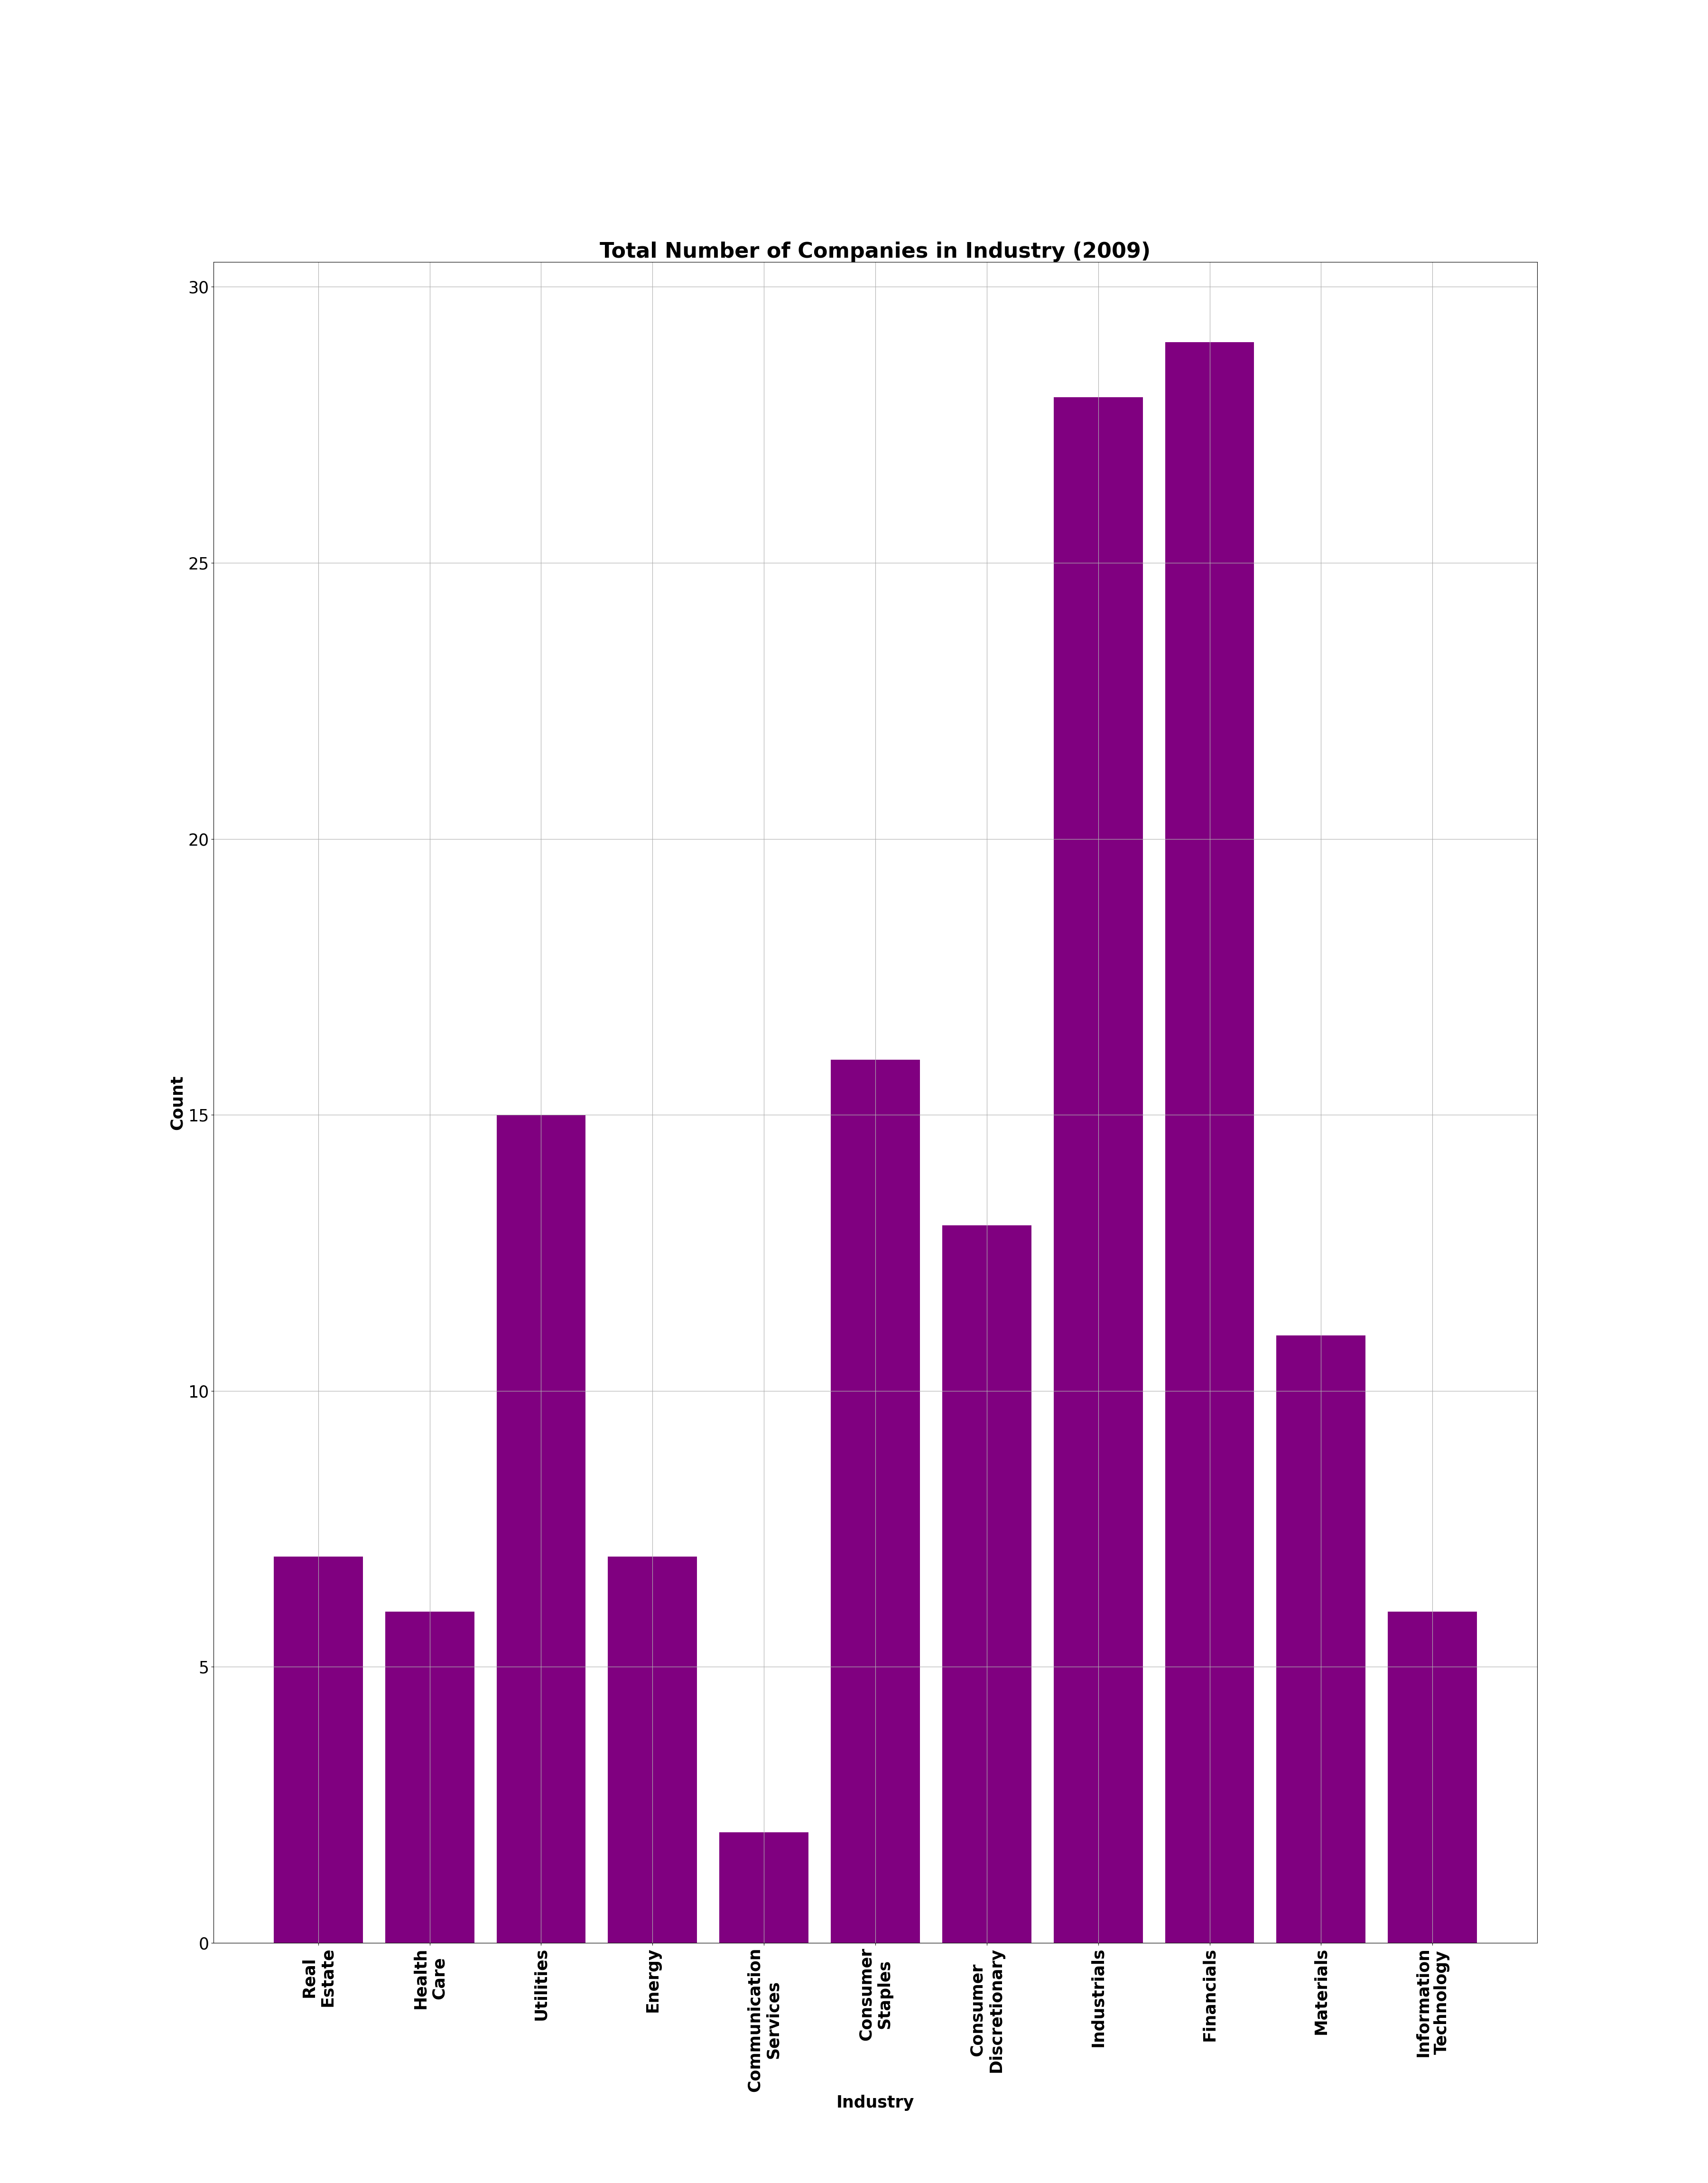 Total Number of Companies in Industry (2009)
30
25
20
15
10
5
0
Count
Real
Estate
Health
Care
Utilities
Energy
Communication
Services
Consumer
Staples
Consumer
Discretionary
Industrials
Financials
Materials
Information
Technology
Industry